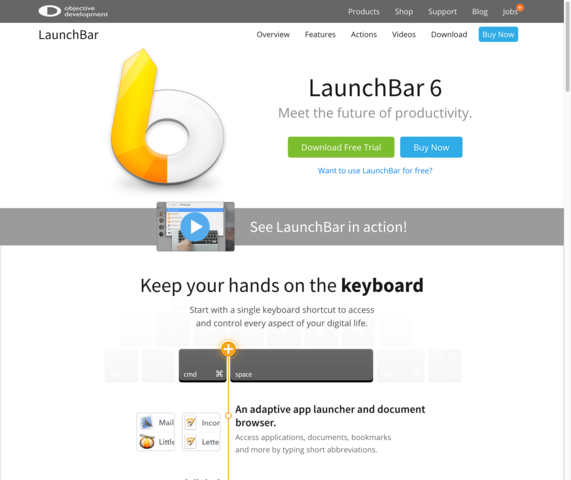 objective
development
Products Shop Support Blog Jobs
LaunchBar
Overview Features Actions Videos Download Buy Now
LaunchBar 6
Meet the future of productivity.
Download Free Trial Buy Now
Want to use LaunchBar for free?
See LaunchBar in action!
Keep your hands on the keyboard
Start with a single keyboard shortcut to access
and control every aspect of your digital life.
cmd ⌘ space
An adaptive app launcher and document
browser.
Mail Incor
Little Lette
Access applications, documents, bookmarks
and more by typing short abbreviations.